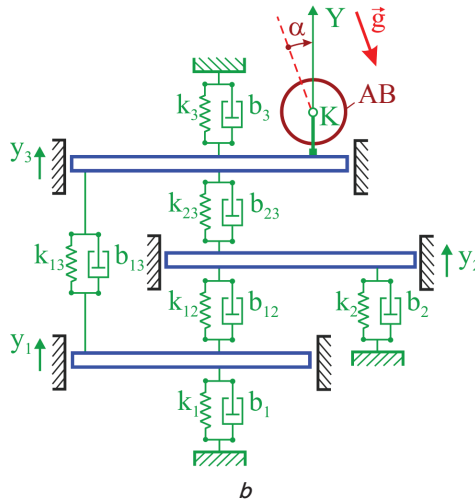 α Y g⃗
k₃ b₃ K AB
y₃
k₂₃ b₂₃
k₁₃ b₁₃ y₂
k₁₂ b₁₂ k₂ b₂
y₁
k₁ b₁
b